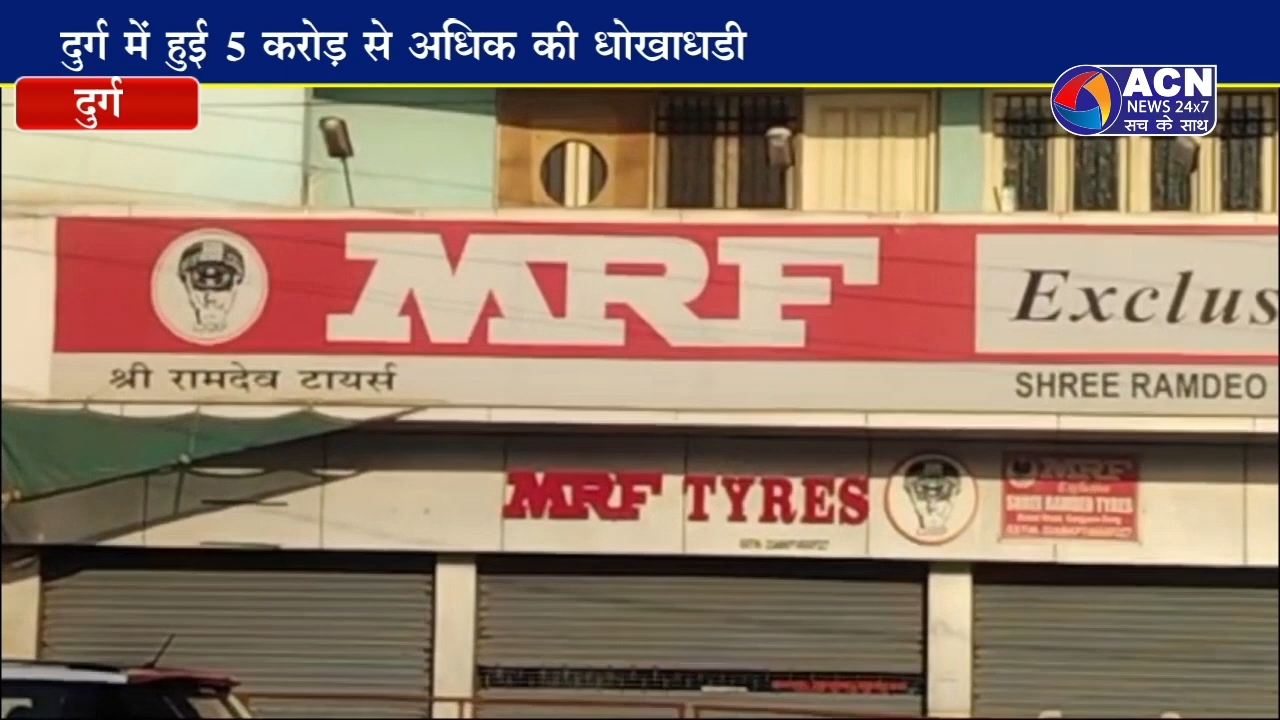 दुर्ग में हुई 5 करोड़ से अधिक की धोखाधडी
दुर्ग
ACN
NEWS 24x7
सच के साथ
MRF
Exclus
श्री रामदेव टायर्स
SHREE RAMDEO
MRF TYRES
MRF
Exclusive
SHREE RAMDEO TYRES